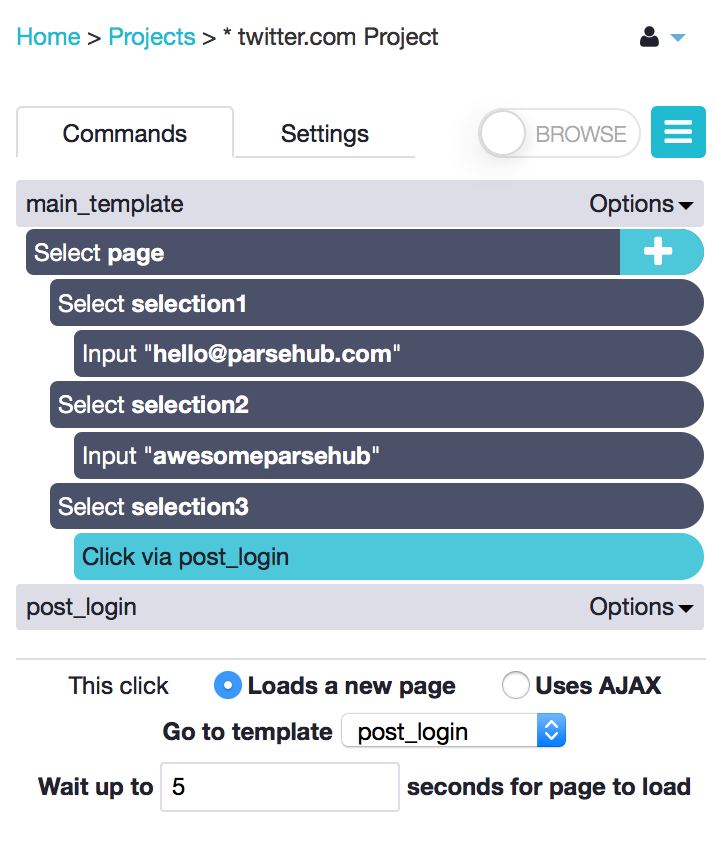 Home > Projects > * twitter.com Project
Commands Settings BROWSE
main_template Options
Select page
Select selection1
Input "hello@parsehub.com"
Select selection2
Input "awesomeparsehub"
Select selection3
Click via post_login
post_login Options
This click Loads a new page Uses AJAX
Go to template post_login
Wait up to 5 seconds for page to load